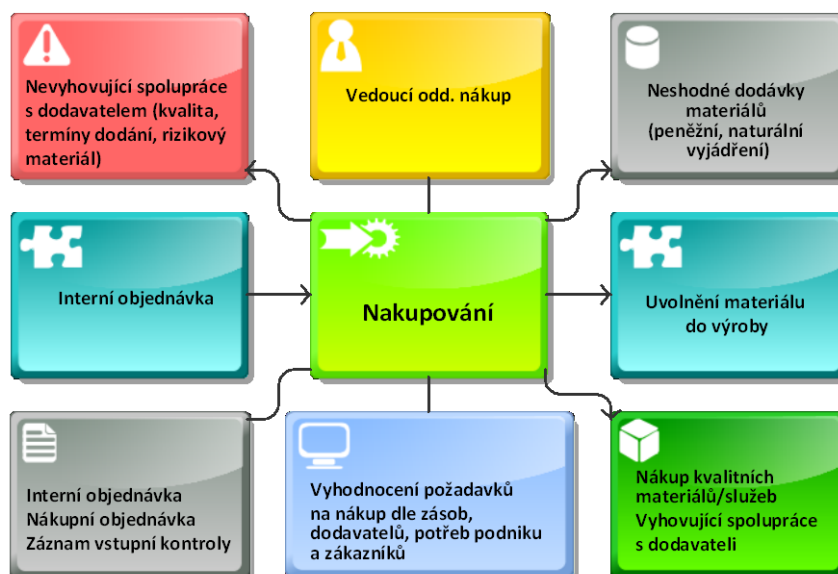 Nevyhovující spolupráce
s dodavatelem (kvalita,
termíny dodání, rizikový
materiál)
Vedoucí odd. nákup
Neshodné dodávky
materiálů
(peněžní, naturální
vyjádření)
Interní objednávka
Nakupování
Uvolnění materiálu
do výroby
Interní objednávka
Nákupní objednávka
Záznam vstupní kontroly
Vyhodnocení požadavků
na nákup dle zásob,
dodavatelů, potřeb podniku
a zákazníků
Nákup kvalitních
materiálů/služeb
Vyhovující spolupráce
s dodavateli